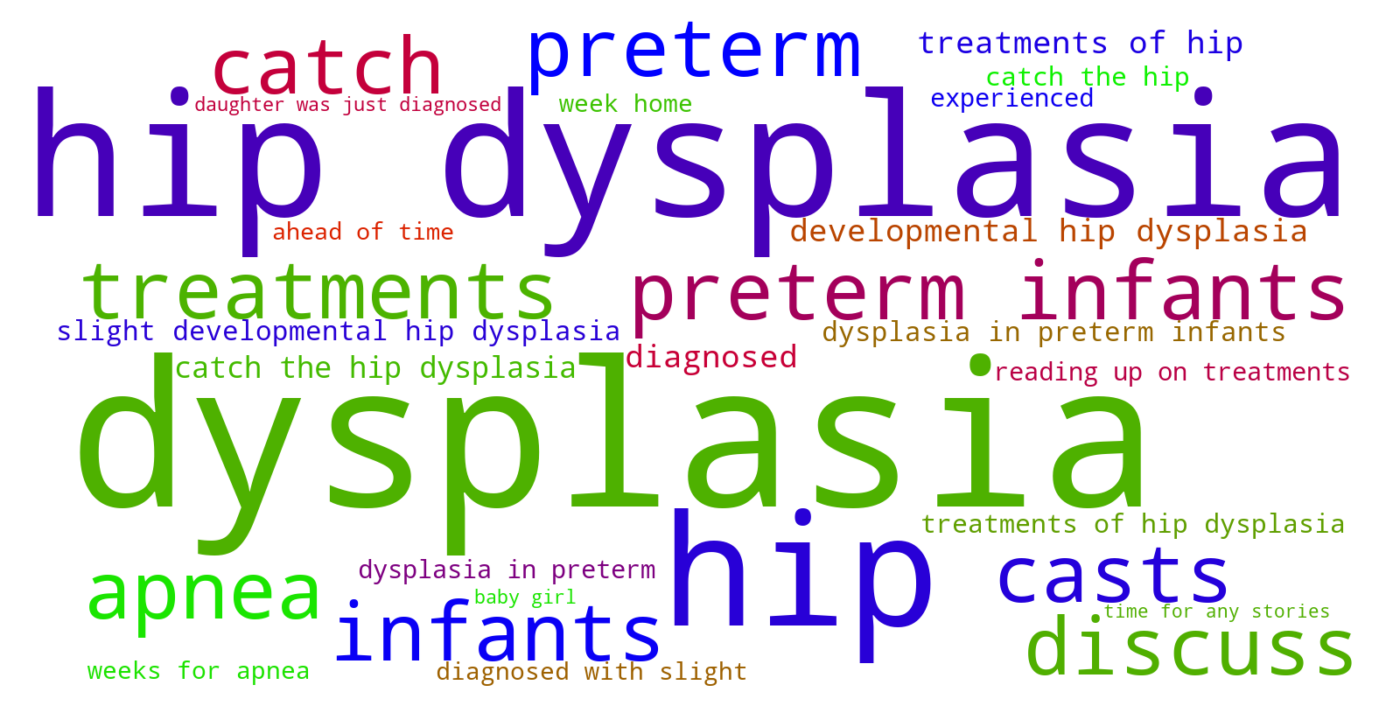 catch
preterm
treatments of hip
catch the hip
daughter was just diagnosed
week home
experienced
hip dysplasia
ahead of time
developmental hip dysplasia
treatments
preterm infants
slight developmental hip dysplasia
dysplasia in preterm infants
catch the hip dysplasia
diagnosed
reading up on treatments
dysplasia
hip
treatments of hip dysplasia
apnea
dysplasia in preterm
casts
baby girl
infants
time for any stories
discuss
weeks for apnea
diagnosed with slight